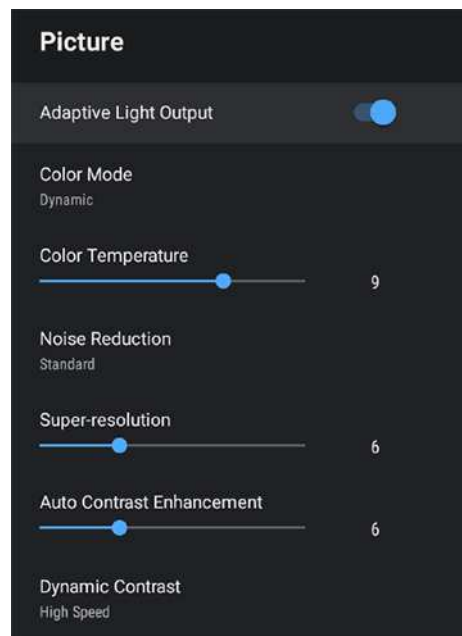 Picture
Adaptive Light Output
Color Mode
Dynamic
Color Temperature
9
Noise Reduction
Standard
Super-resolution
6
Auto Contrast Enhancement
6
Dynamic Contrast
High Speed